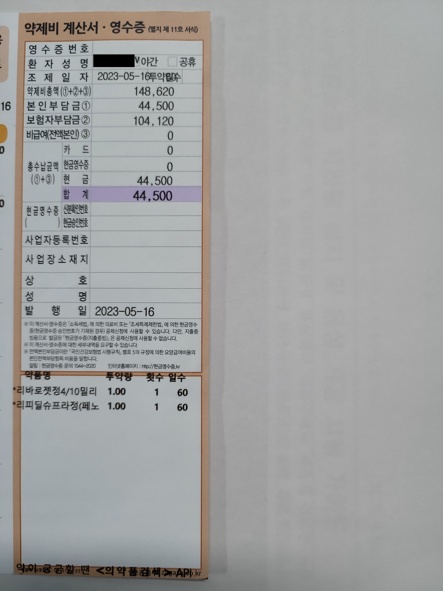 약제비 계산서·영수증 (별지 제 11호 서식)
영 수 증 번 호
환 자 성 명 V야간 □공휴
조 제 일 자 2023-05-16 투약일수
약제비총액(①+②+③) 148,620
본인부담금① 44,500
보험자부담금② 104,120
비급여(전액본인)③ 0
총수납금액 (①+③)
카 드 0
현금영수증 0
현 금 44,500
합 계 44,500
현금영수증 ( )
신분확인번호
현금승인번호
사업자등록번호
사업장소재지
상 호
성 명
발 행 일 2023-05-16
약품명 투약량 횟수 일수
*리바로젯정4/10밀리 1.00 1 60
*리피딜슈프라정(페노 1.00 1 60
약이 궁금할 땐 <의약품검색> API
16